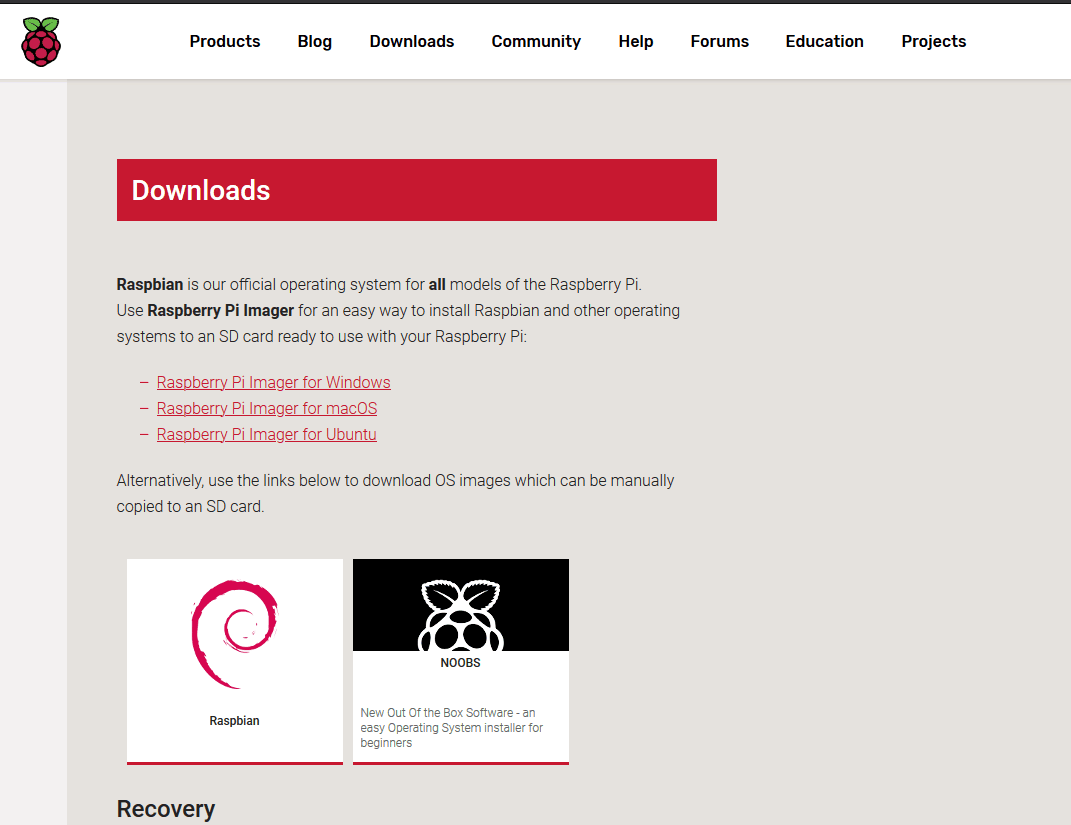 Products Blog Downloads Community Help Forums Education Projects
Downloads
Raspbian is our official operating system for all models of the Raspberry Pi.
Use Raspberry Pi Imager for an easy way to install Raspbian and other operating
systems to an SD card ready to use with your Raspberry Pi:
– Raspberry Pi Imager for Windows
– Raspberry Pi Imager for macOS
– Raspberry Pi Imager for Ubuntu
Alternatively, use the links below to download OS images which can be manually
copied to an SD card.
Raspbian
NOOBS
New Out Of the Box Software - an
easy Operating System installer for
beginners
Recovery